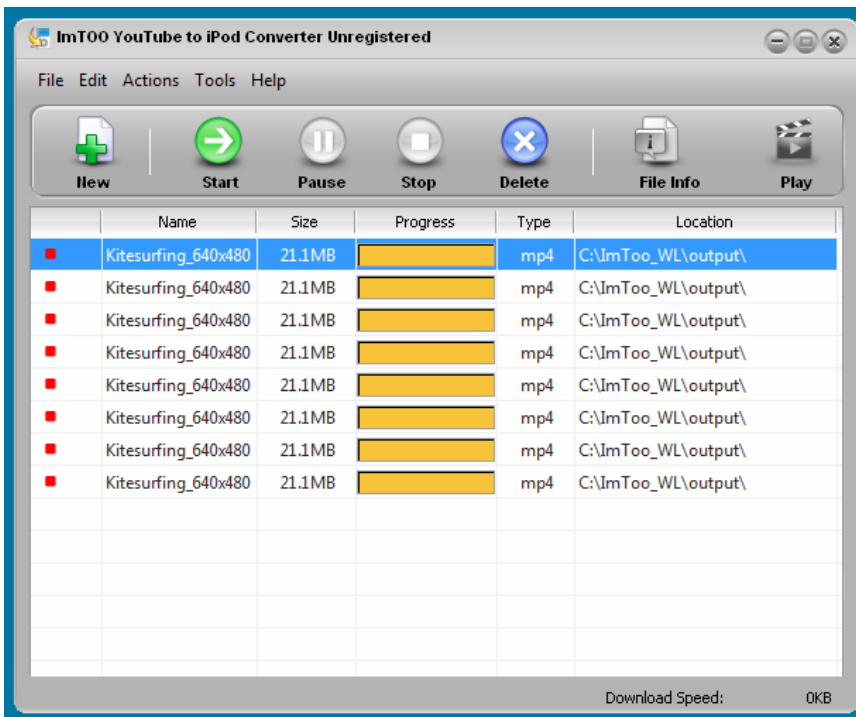 ImTOO YouTube to iPod Converter Unregistered
File Edit Actions Tools Help
New Start Pause Stop Delete File Info Play
Name Size Progress Type Location
Kitesurfing_640x480 21.1MB mp4 C:\ImToo_WL\output\
Kitesurfing_640x480 21.1MB mp4 C:\ImToo_WL\output\
Kitesurfing_640x480 21.1MB mp4 C:\ImToo_WL\output\
Kitesurfing_640x480 21.1MB mp4 C:\ImToo_WL\output\
Kitesurfing_640x480 21.1MB mp4 C:\ImToo_WL\output\
Kitesurfing_640x480 21.1MB mp4 C:\ImToo_WL\output\
Kitesurfing_640x480 21.1MB mp4 C:\ImToo_WL\output\
Kitesurfing_640x480 21.1MB mp4 C:\ImToo_WL\output\
Download Speed: 0KB